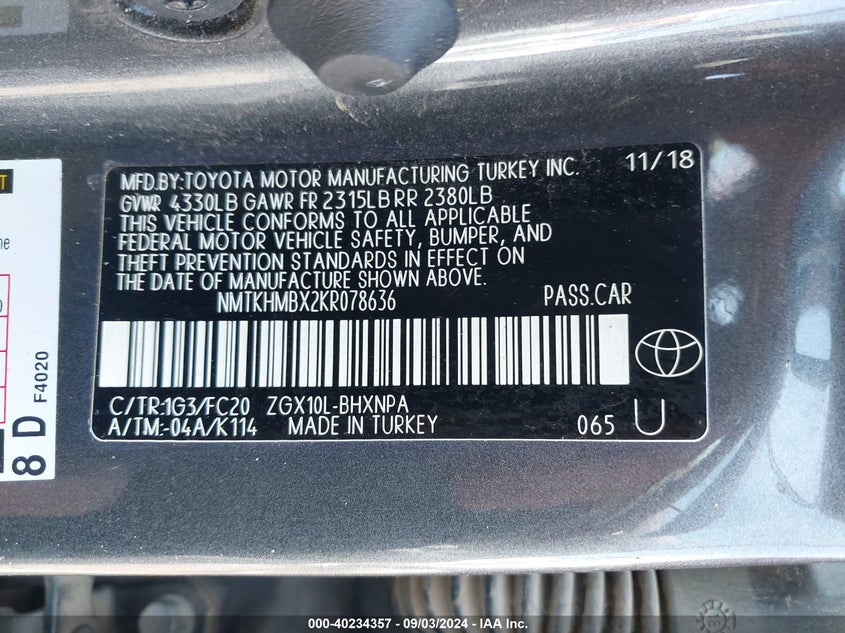 MFD.BY:TOYOTA MOTOR MANUFACTURING TURKEY INC. 11/18
GVWR 4330LB GAWR FR 2315LB RR 2380LB
THIS VEHICLE CONFORMS TO ALL APPLICABLE
FEDERAL MOTOR VEHICLE SAFETY, BUMPER, AND
THEFT PREVENTION STANDARDS IN EFFECT ON
THE DATE OF MANUFACTURE SHOWN ABOVE.
NMTKHMBX2KR078636 PASS.CAR
C/TR:1G3/FC20 ZGX10L-BHXNPA
A/TM:-04A/K114 MADE IN TURKEY 065 U
8 D F4020
000-40234357 - 09/03/2024 - IAA Inc.